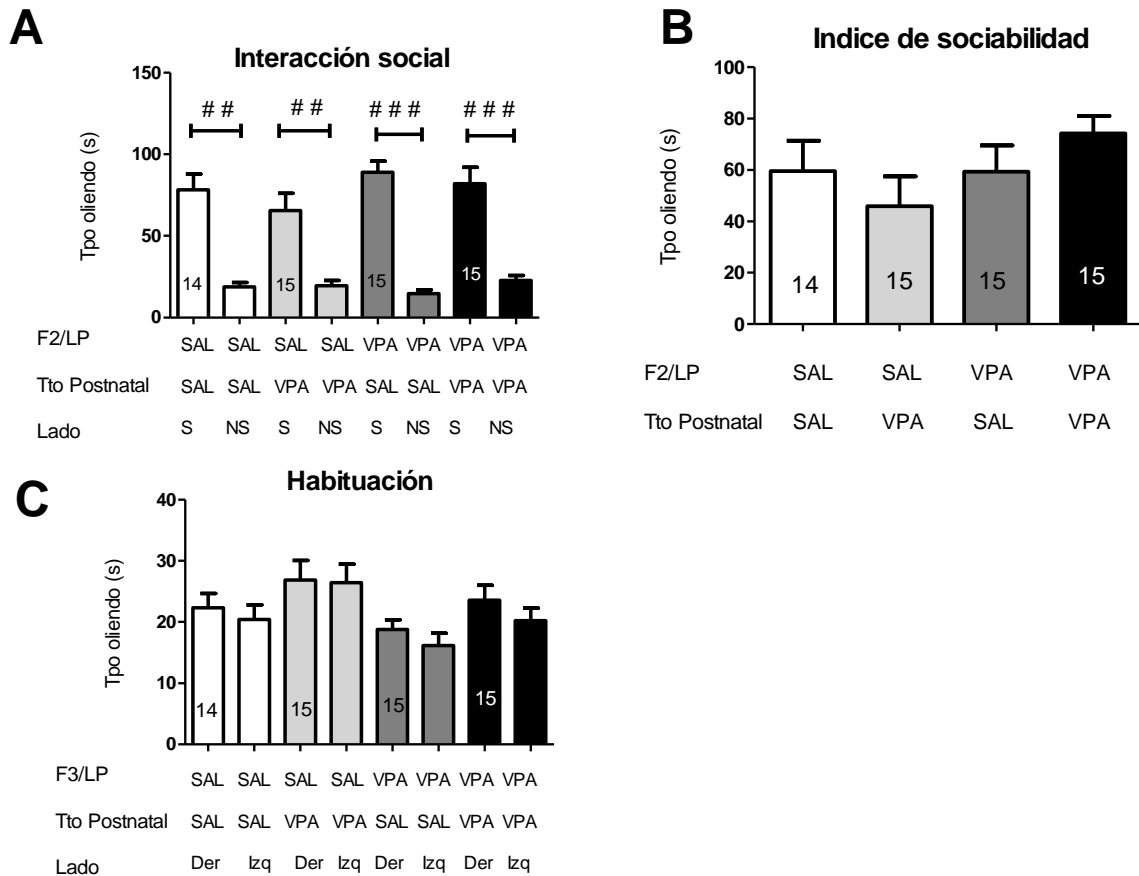 A
Interacción social
Tpo oliendo (s)
150
100
50
0
# #
# #
# # #
# # #
14
15
15
15
F2/LP SAL SAL SAL SAL VPA VPA VPA VPA
Tto Postnatal SAL SAL VPA VPA SAL SAL VPA VPA
Lado S NS S NS S NS S NS
B
Indice de sociabilidad
Tpo oliendo (s)
100
80
60
40
20
0
14
15
15
15
F2/LP SAL SAL VPA VPA
Tto Postnatal SAL VPA SAL VPA
C
Habituación
Tpo oliendo (s)
40
30
20
10
0
14
15
15
15
F3/LP SAL SAL SAL SAL VPA VPA VPA VPA
Tto Postnatal SAL SAL VPA VPA SAL SAL VPA VPA
Lado Der Izq Der Izq Der Izq Der Izq